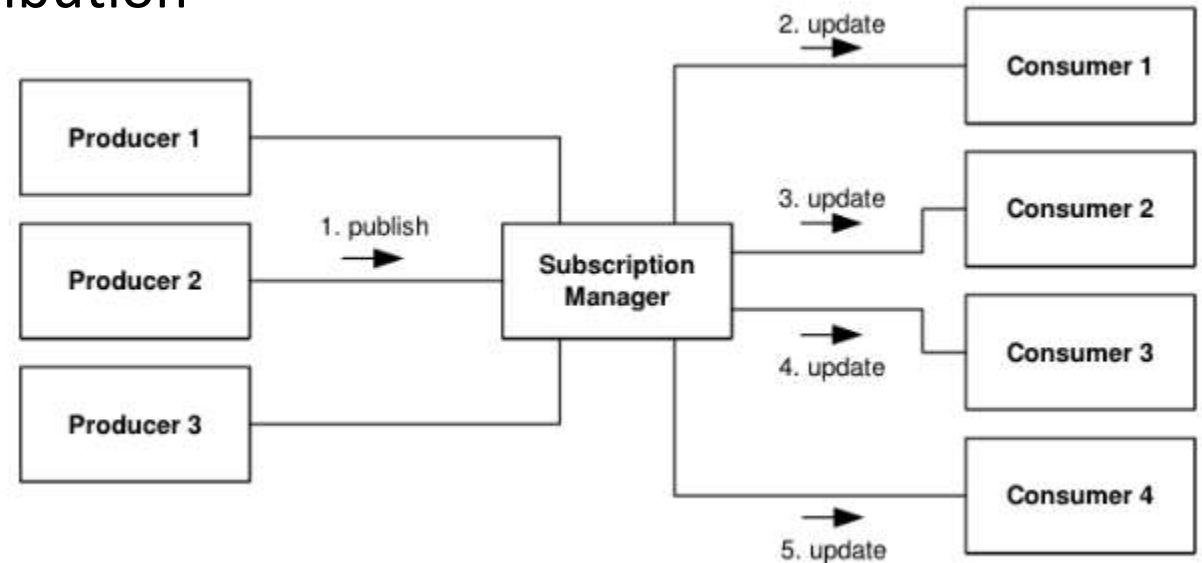 2. update
Consumer 1
Producer 1
3. update
Consumer 2
1. publish
Producer 2
Subscription
Manager
Consumer 3
4. update
Producer 3
Consumer 4
5. update